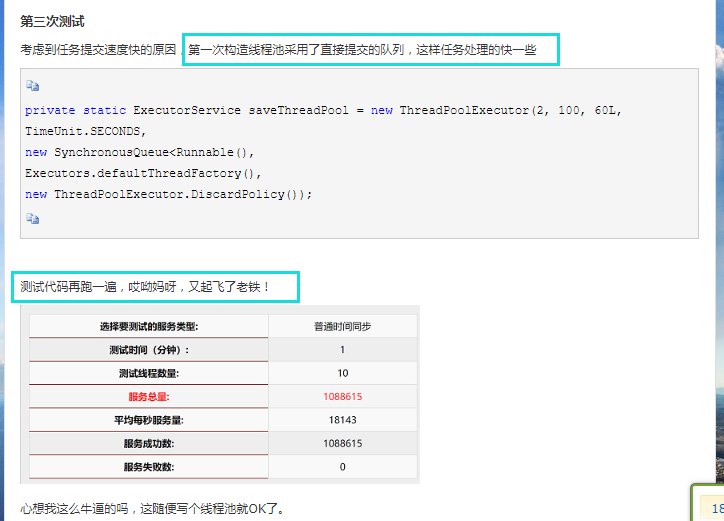 第三次测试
考虑到任务提交速度快的原因，第一次构造线程池采用了直接提交的队列，这样任务处理的快一些
private static ExecutorService saveThreadPool = new ThreadPoolExecutor(2, 100, 60L,
TimeUnit.SECONDS,
new SynchronousQueue<Runnable(),
Executors.defaultThreadFactory(),
new ThreadPoolExecutor.DiscardPolicy());
测试代码再跑一遍，哎呦妈呀，又起飞了老铁！
选择要测试的服务类型: 普通时间同步
测试时间（分钟）: 1
测试线程数量: 10
服务总量: 1088615
平均每秒服务量: 18143
服务成功数: 1088615
服务失败数: 0
心想我这么牛逼的吗，这随便写个线程池就OK了。
18